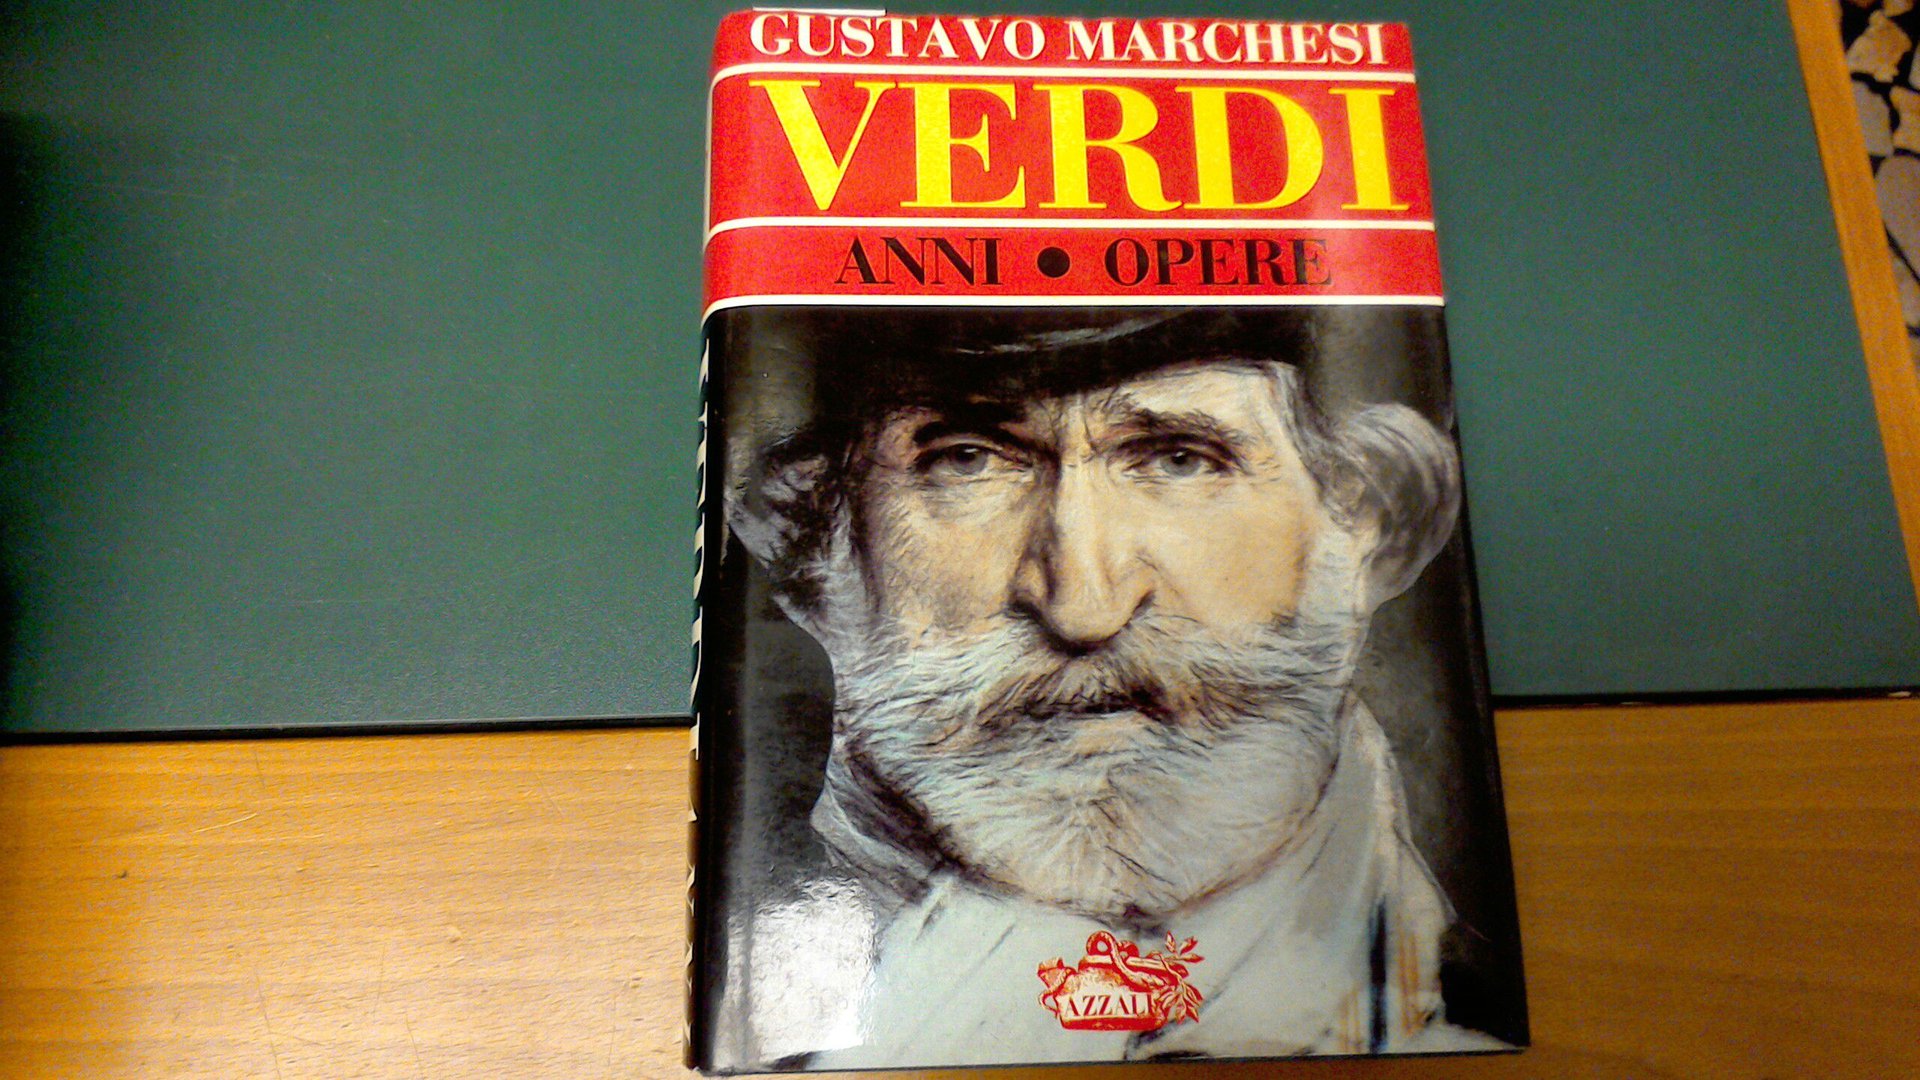 GUSTAVO MARCHESI
VERDI
ANNI • OPERE
AZZALI